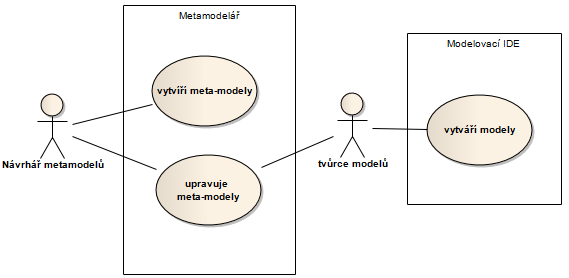 Metamodelář
Modelovací IDE
vytvíří meta-modely
vytváří modely
Návrhář metamodelů
tvůrce modelů
upravuje
meta-modely